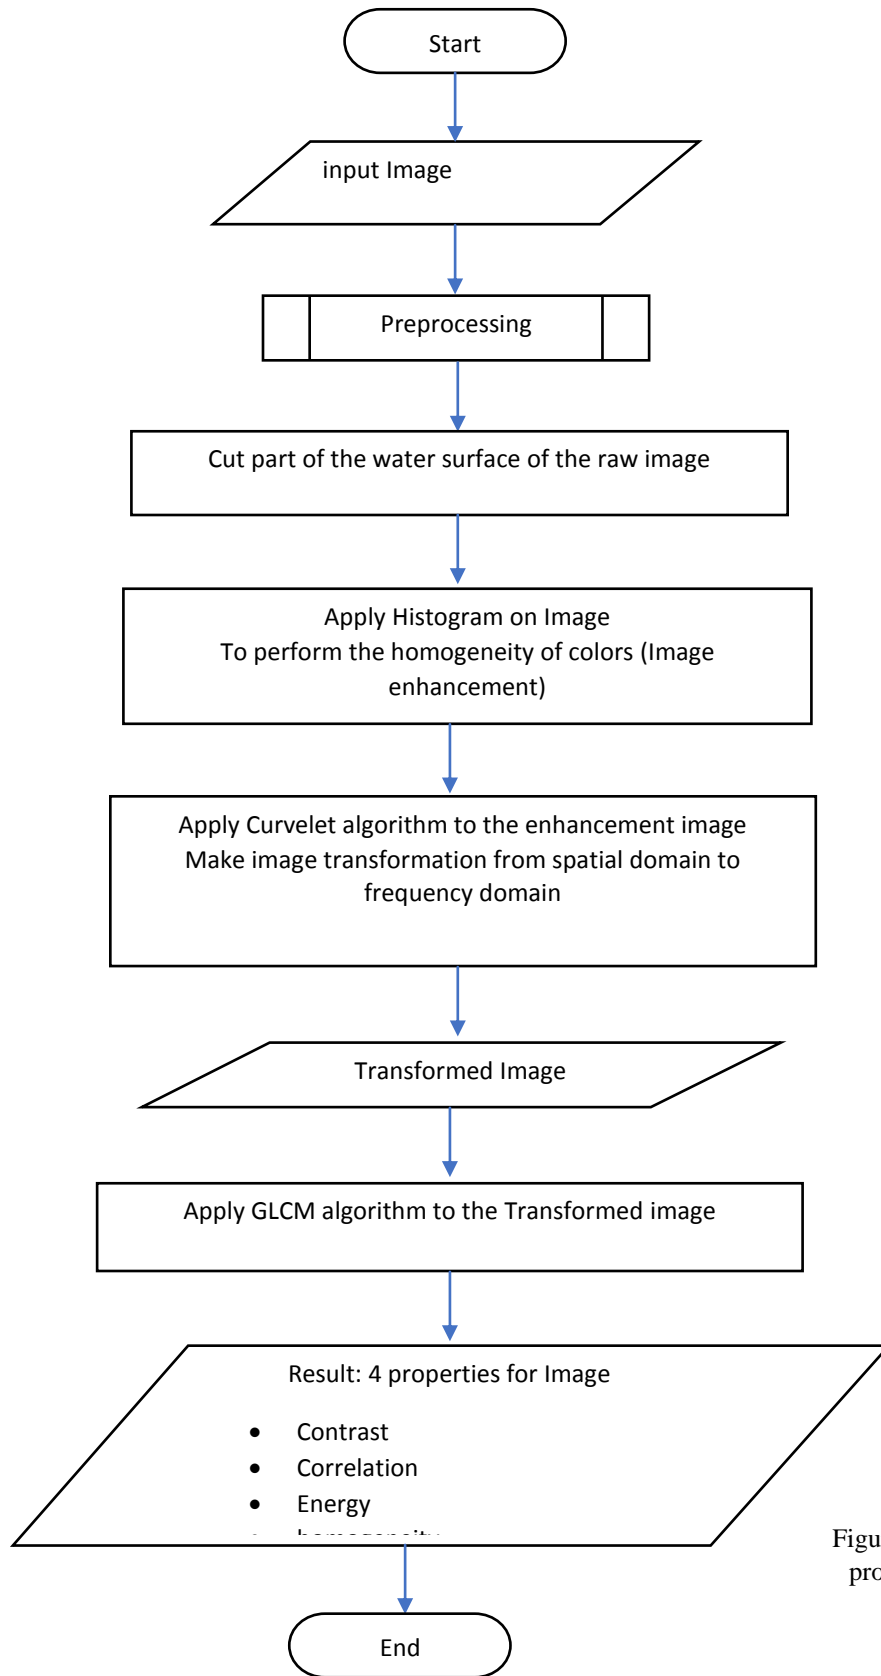 Start
input Image
Preprocessing
Cut part of the water surface of the raw image
Apply Histogram on Image
To perform the homogeneity of colors (Image
enhancement)
Apply Curvelet algorithm to the enhancement image
Make image transformation from spatial domain to
frequency domain
Transformed Image
Apply GLCM algorithm to the Transformed image
Result: 4 properties for Image
• Contrast
• Correlation
• Energy
• homogeneity
Figu
pro
End